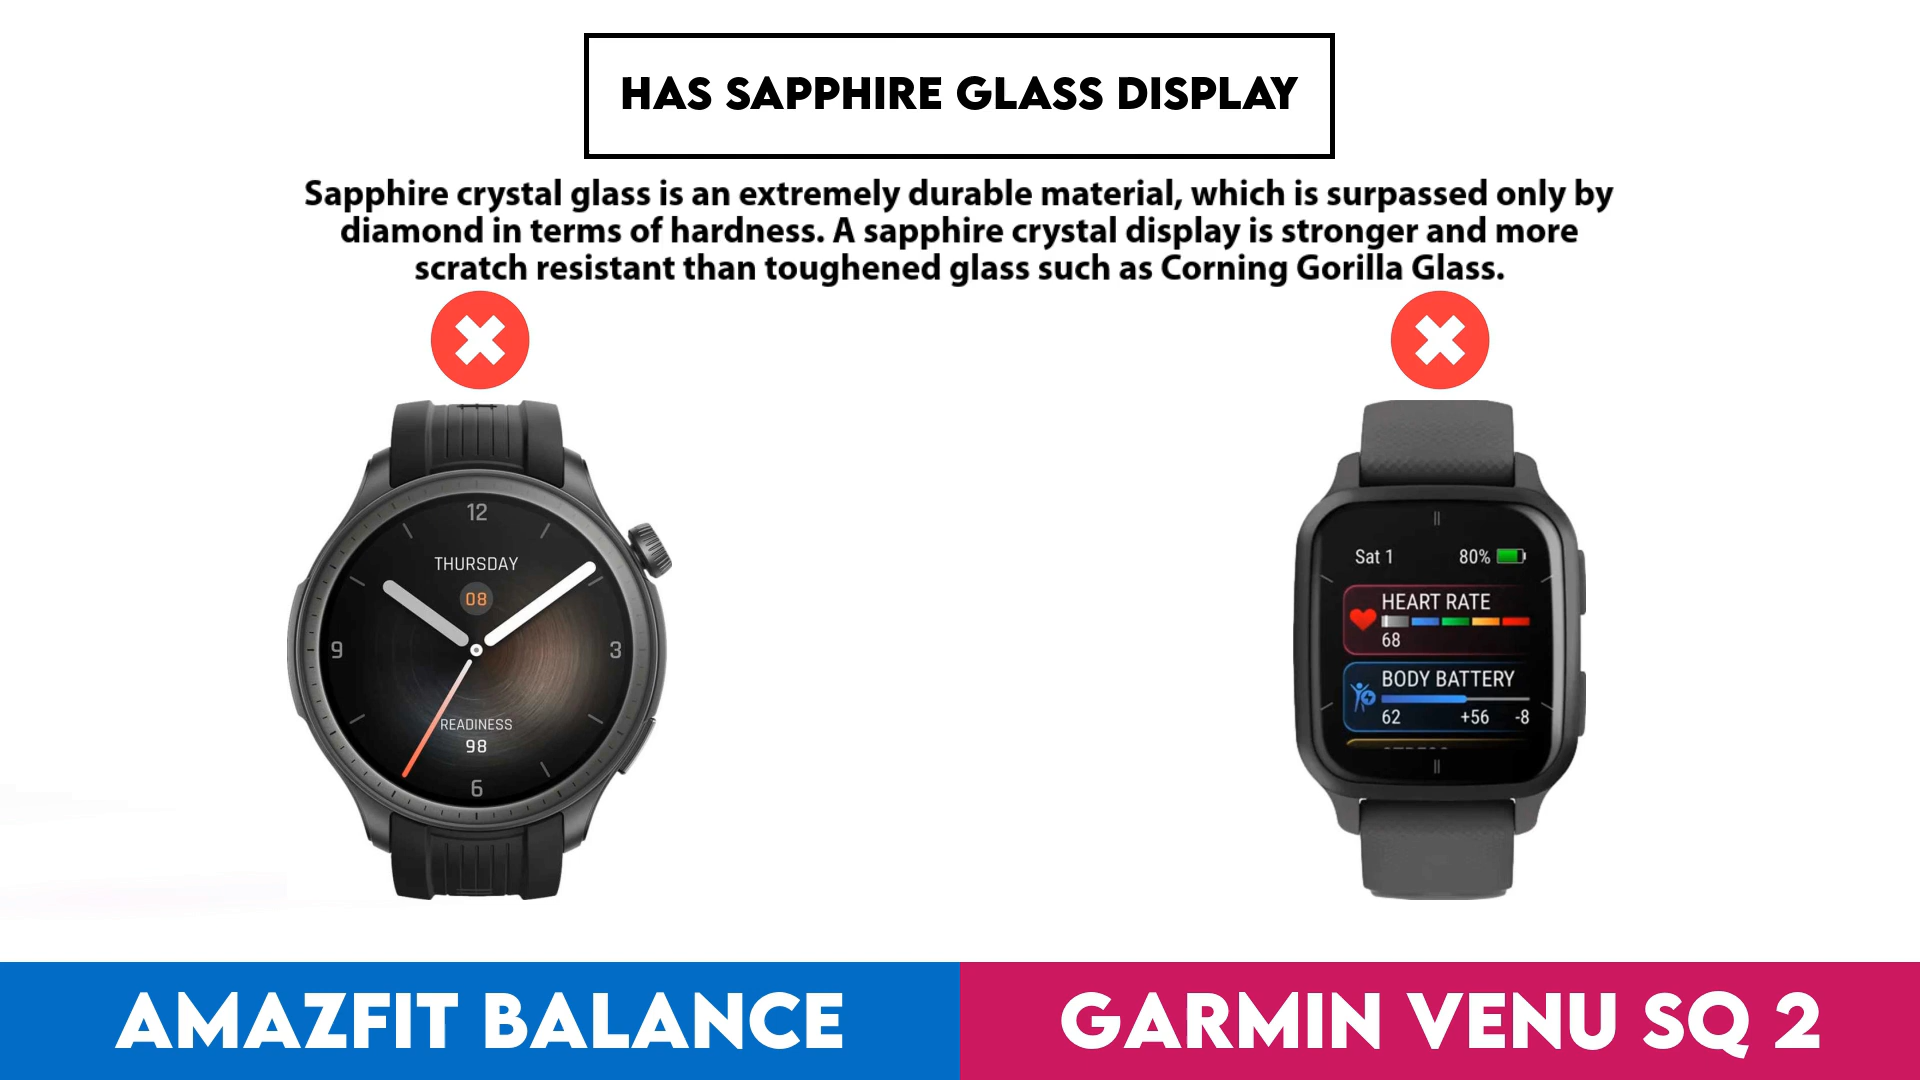 HAS SAPPHIRE GLASS DISPLAY
Sapphire crystal glass is an extremely durable material, which is surpassed only by
diamond in terms of hardness. A sapphire crystal display is stronger and more
scratch resistant than toughened glass such as Corning Gorilla Glass.
12
THURSDAY
08
9
3
READINESS
98
6
Sat 1 80%
HEART RATE
68
BODY BATTERY
62 +56 -8
AMAZFIT BALANCE
GARMIN VENU SQ 2